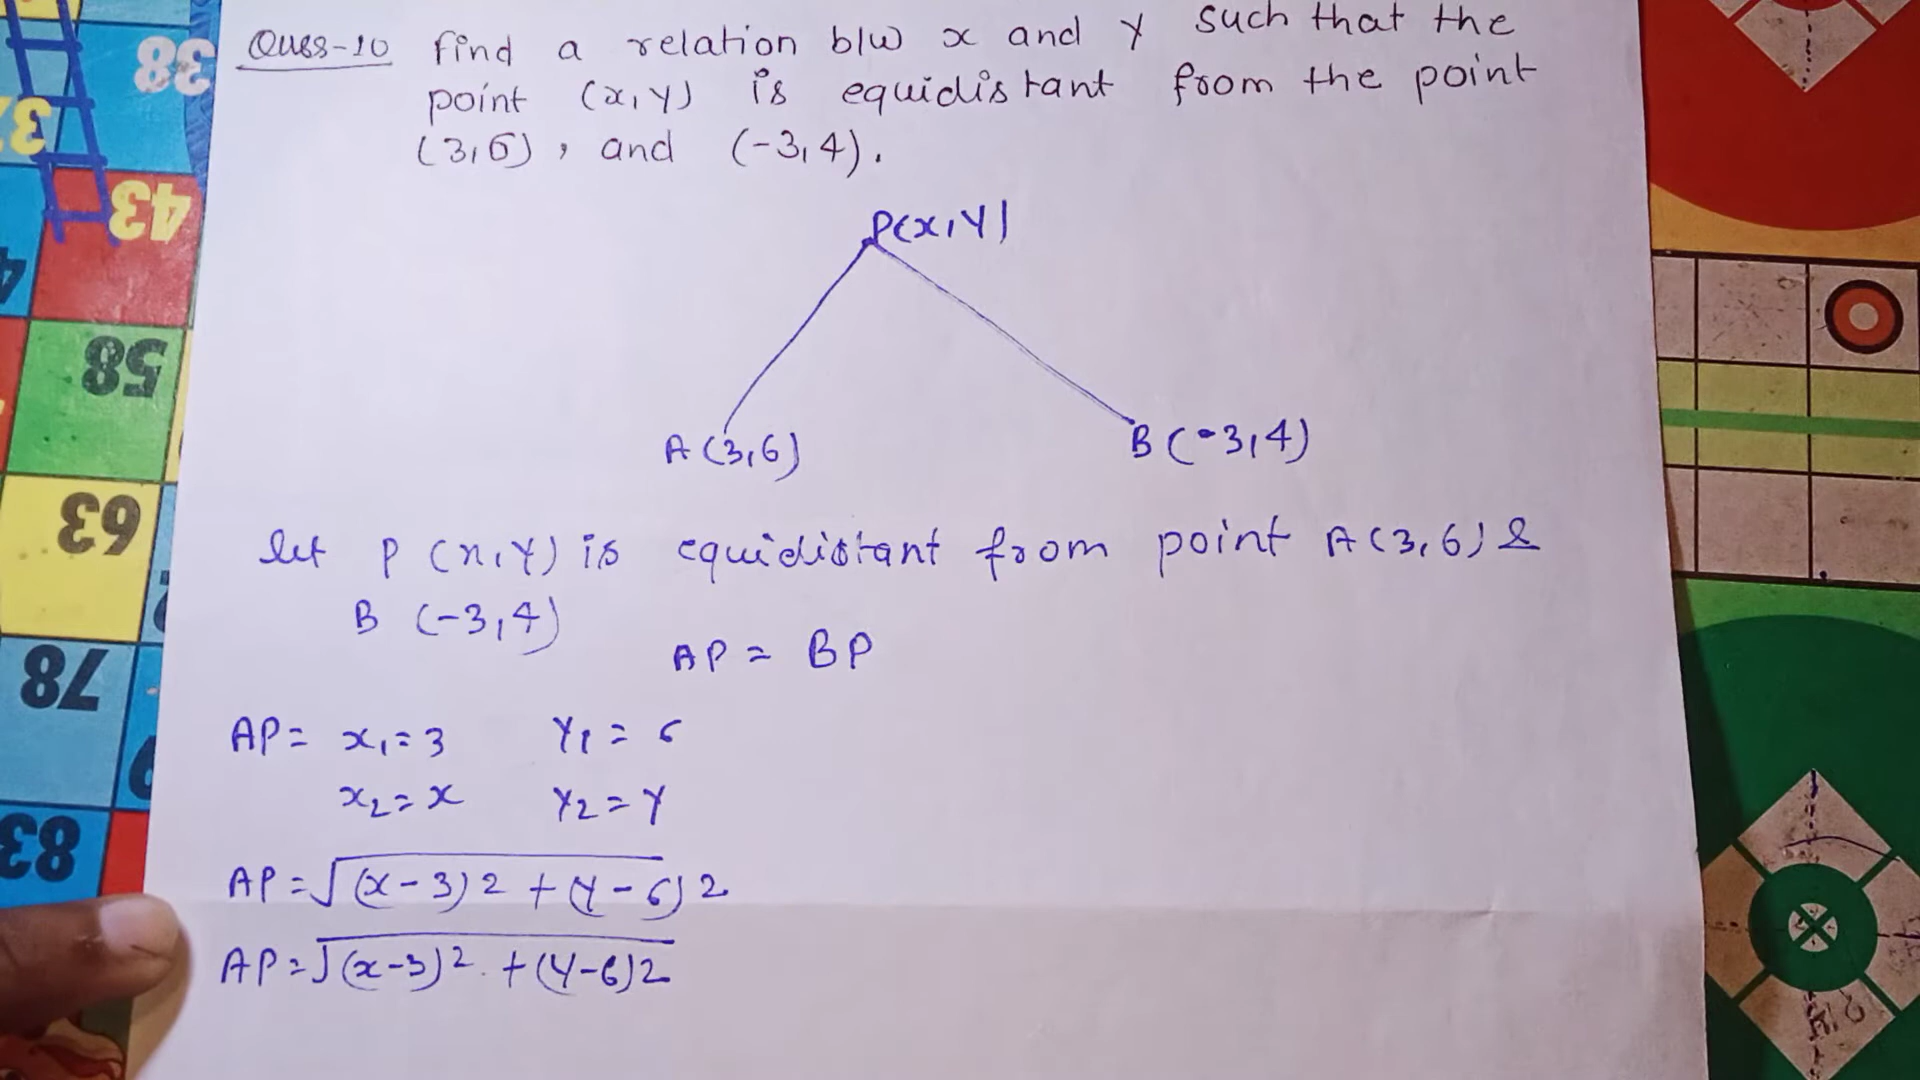 Ques-10 find a relation b/w x and y such that the
point (x,y) is equidistant from the point
(3,6), and (-3,4).
P(x,y)
A(3,6)
B(-3,4)
let P(x,y) is equidistant from point A(3,6) &
B (-3,4)
AP = BP
AP = x₁=3 y₁=6
x₂=x y₂=y
AP=√(x-3)2+(y-6)2
AP=√(x-3)2.+(y-6)2
38
43
58
63
78
83